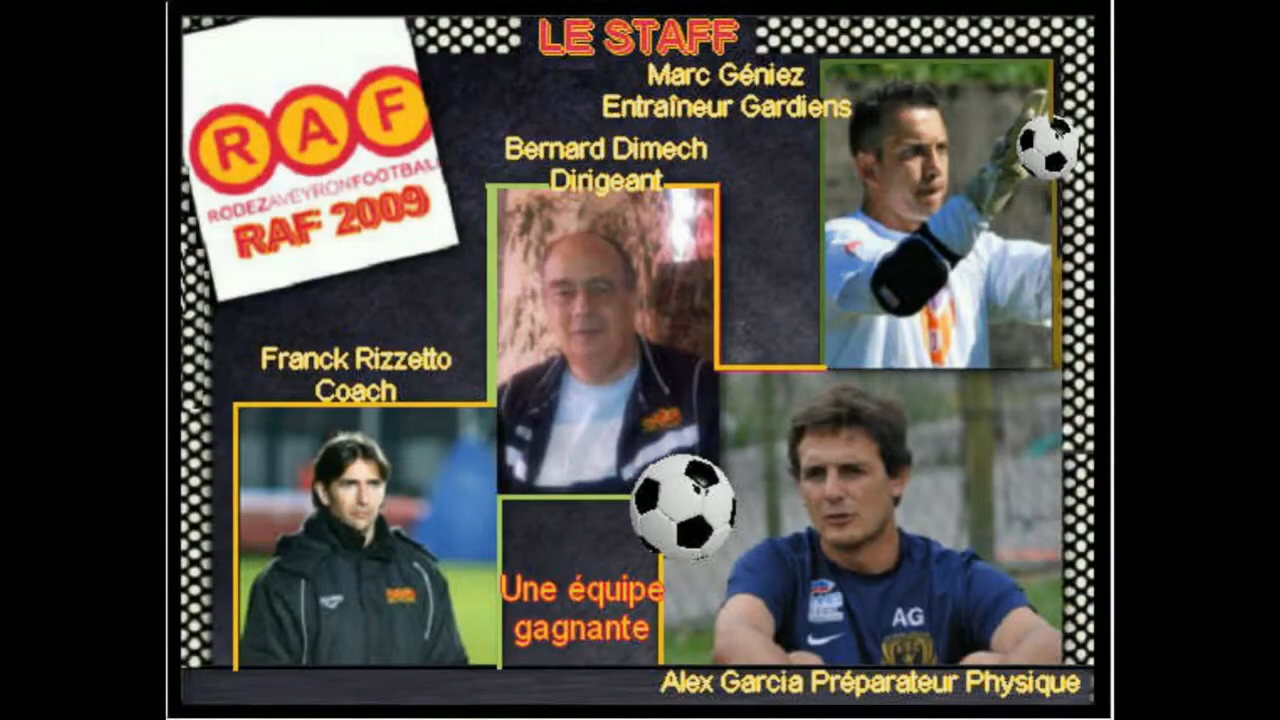 LE STAFF
Marc Géniez
Entraîneur Gardiens
R A F
RODEZAVEYRONFOOTBALL
RAF 2009
Bernard Dimech
Dirigeant
Franck Rizzetto
Coach
Une équipe
gagnante
AG
Alex Garcia Préparateur Physique